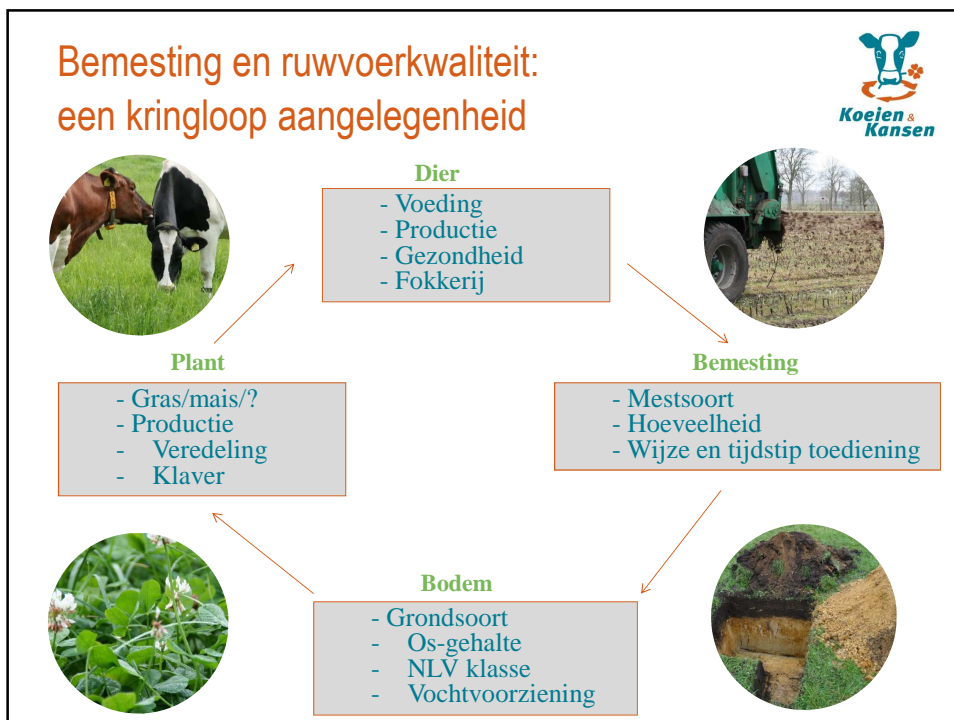 Bemesting en ruwvoerkwaliteit:
een kringloop aangelegenheid
Koeien &
Kansen
Dier
- Voeding
- Productie
- Gezondheid
- Fokkerij
Plant
- Gras/mais/?
- Productie
- Veredeling
- Klaver
Bemesting
- Mestsoort
- Hoeveelheid
- Wijze en tijdstip toediening
Bodem
- Grondsoort
- Os-gehalte
- NLV klasse
- Vochtvoorziening